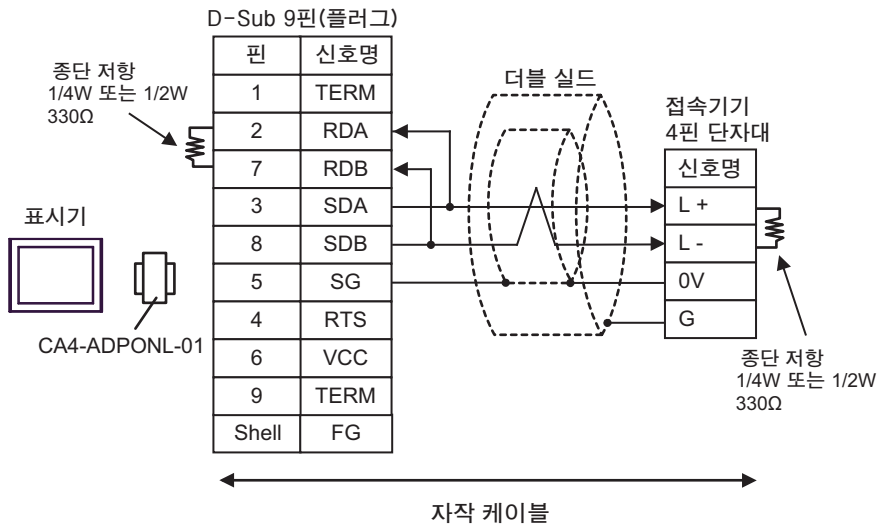 D-Sub 9핀(플러그)
핀 신호명
1 TERM
2 RDA
7 RDB
3 SDA
8 SDB
5 SG
4 RTS
6 VCC
9 TERM
Shell FG
종단 저항
1/4W 또는 1/2W
330Ω
표시기
CA4-ADPONL-01
더블 실드
접속기기
4핀 단자대
신호명
L +
L -
0V
G
종단 저항
1/4W 또는 1/2W
330Ω
자작 케이블